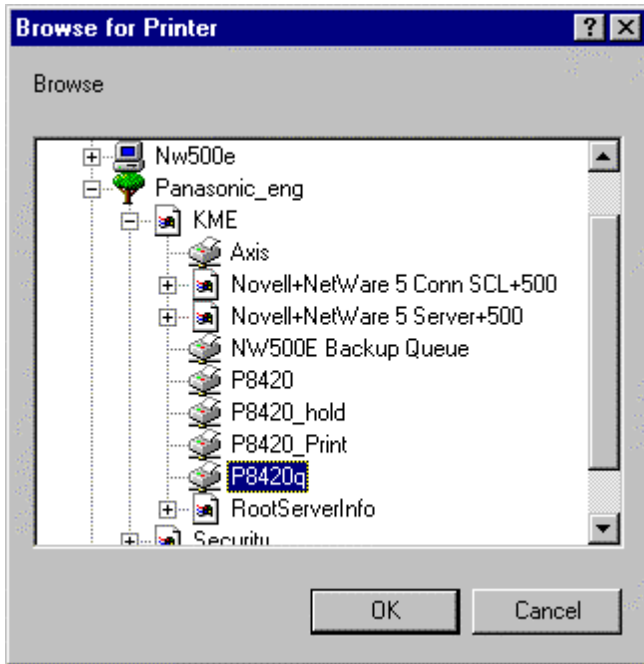 Browse for Printer
Browse
Nw500e
Panasonic_eng
KME
Axis
Novell+NetWare 5 Conn SCL+500
Novell+NetWare 5 Server+500
NW500E Backup Queue
P8420
P8420_hold
P8420_Print
P8420q
RootServerInfo
Security
OK Cancel